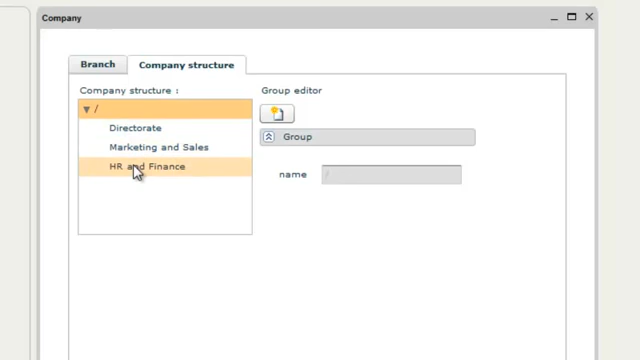 Company
Branch
Company structure
Company structure :
Group editor
/
Directorate
Marketing and Sales
HR and Finance
Group
name
/